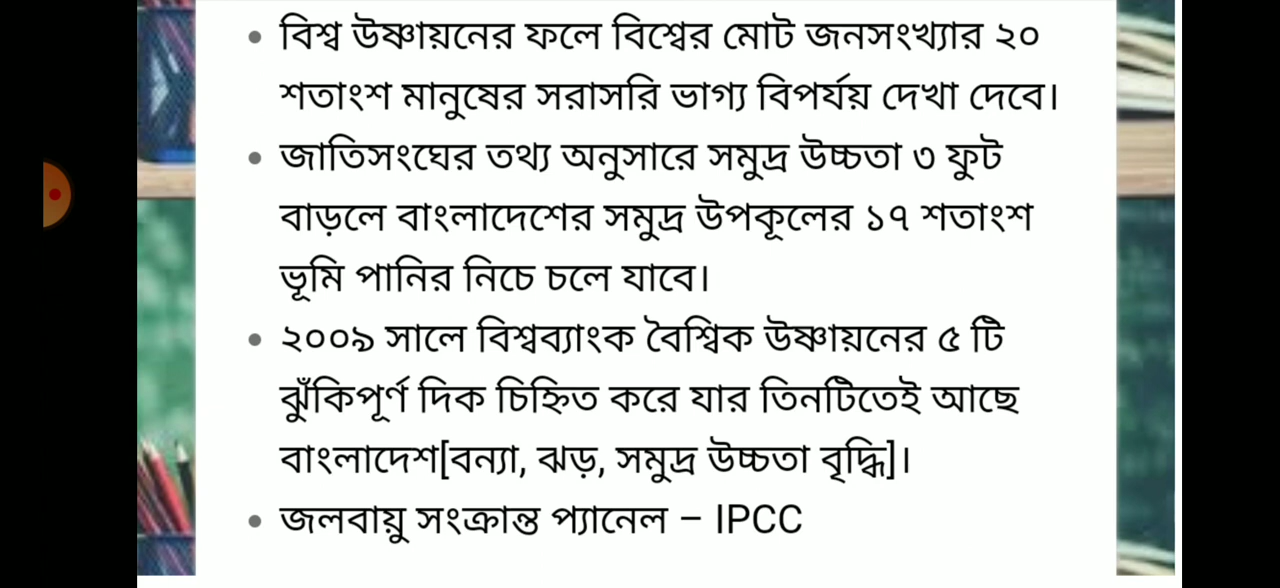 • বিশ্ব উষ্ণায়নের ফলে বিশ্বের মোট জনসংখ্যার ২০
শতাংশ মানুষের সরাসরি ভাগ্য বিপর্যয় দেখা দেবে।
• জাতিসংঘের তথ্য অনুসারে সমুদ্র উচ্চতা ৩ ফুট
বাড়লে বাংলাদেশের সমুদ্র উপকূলের ১৭ শতাংশ
ভূমি পানির নিচে চলে যাবে।
• ২০০৯ সালে বিশ্বব্যাংক বৈশ্বিক উষ্ণায়নের ৫ টি
ঝুঁকিপূর্ণ দিক চিহ্নিত করে যার তিনটিতেই আছে
বাংলাদেশ[বন্যা, ঝড়, সমুদ্র উচ্চতা বৃদ্ধি]।
• জলবায়ু সংক্রান্ত প্যানেল – IPCC